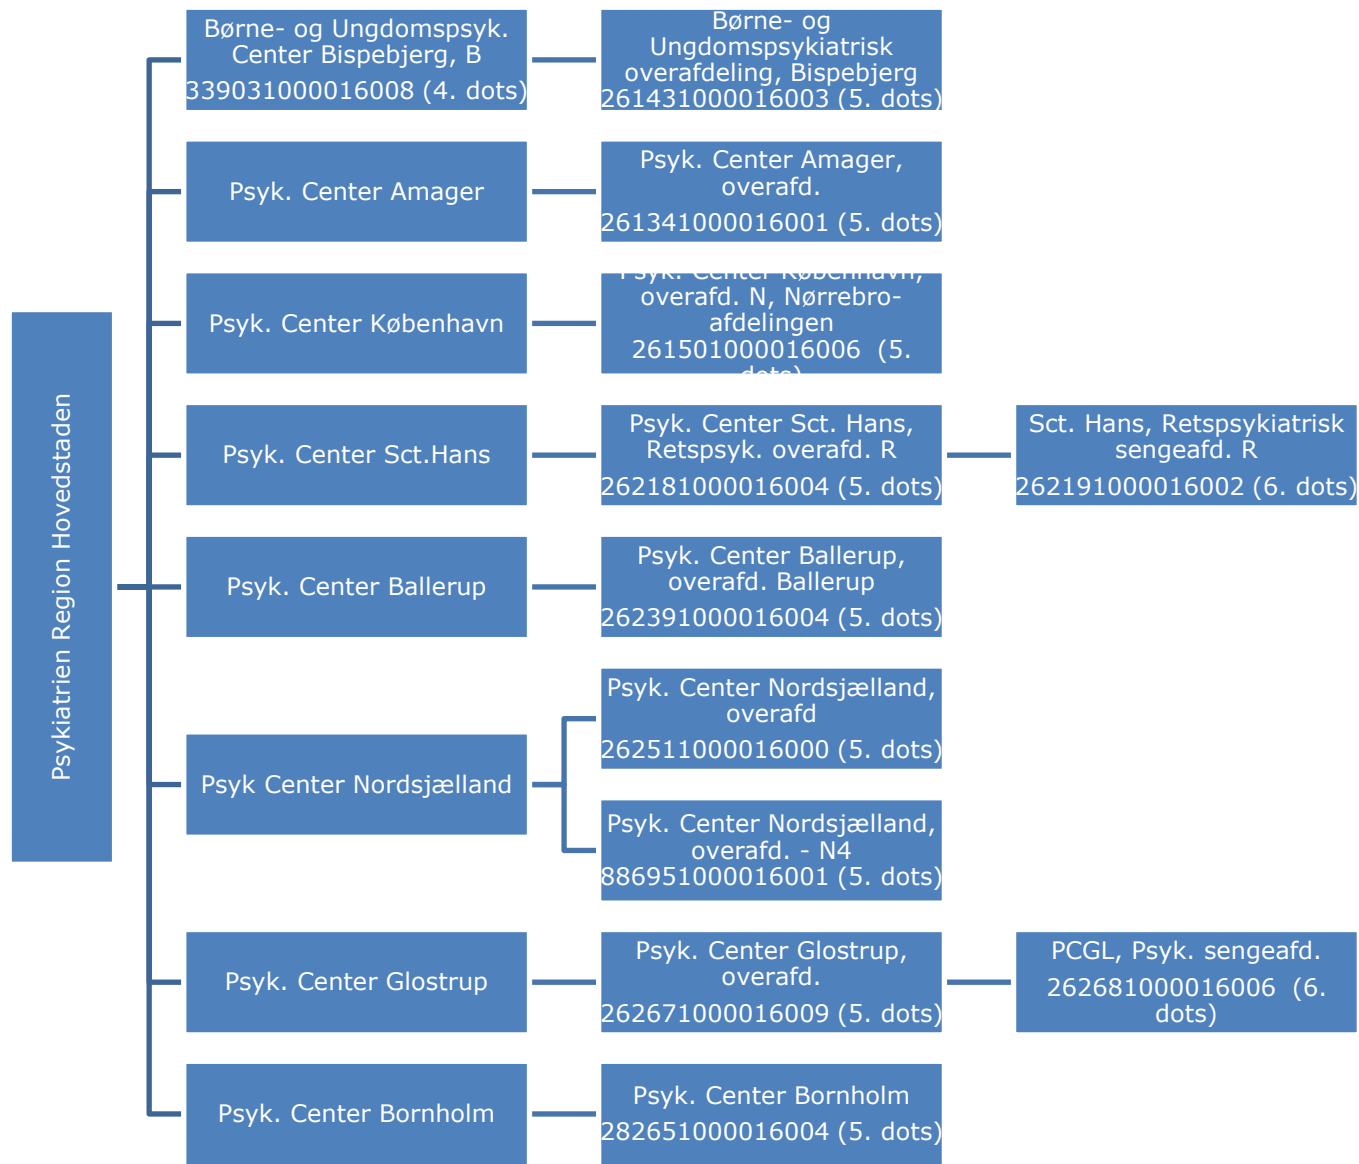 Psykiatrien Region Hovedstaden
Børne- og Ungdomspsyk.
Center Bispebjerg, B
339031000016008 (4. dots)
Børne- og
Ungdomspsykiatrisk
overafdeling, Bispebjerg
261431000016003 (5. dots)
Psyk. Center Amager
Psyk. Center Amager,
overafd.
261341000016001 (5. dots)
Psyk. Center København
Psyk. Center København,
overafd. N, Nørrebro-
afdelingen
261501000016006  (5.
dots)
Psyk. Center Sct.Hans
Psyk. Center Sct. Hans,
Retspsyk. overafd. R
262181000016004 (5. dots)
Sct. Hans, Retspsykiatrisk
sengeafd. R
262191000016002 (6. dots)
Psyk. Center Ballerup
Psyk. Center Ballerup,
overafd. Ballerup
262391000016004 (5. dots)
Psyk Center Nordsjælland
Psyk. Center Nordsjælland,
overafd
262511000016000 (5. dots)
Psyk. Center Nordsjælland,
overafd. - N4
886951000016001 (5. dots)
Psyk. Center Glostrup
Psyk. Center Glostrup,
overafd.
262671000016009 (5. dots)
PCGL, Psyk. sengeafd.
262681000016006  (6.
dots)
Psyk. Center Bornholm
Psyk. Center Bornholm
282651000016004 (5. dots)